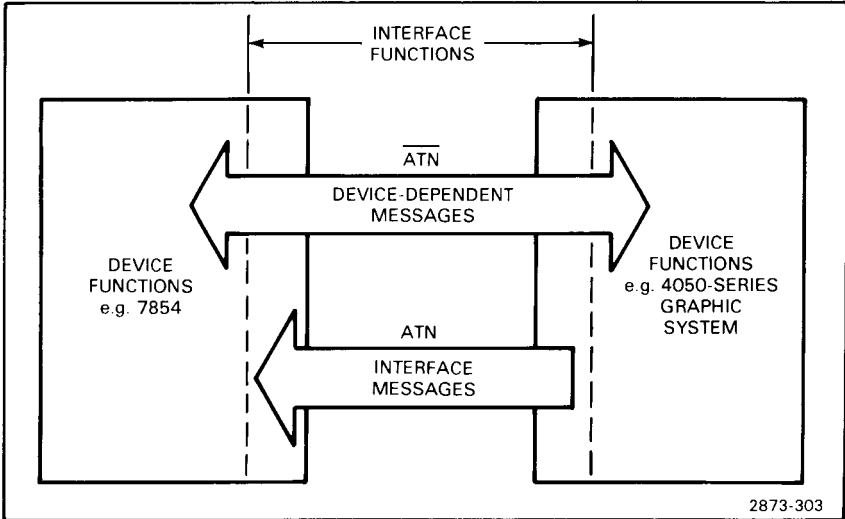 INTERFACE
FUNCTIONS
A̅T̅N̅
DEVICE-DEPENDENT
MESSAGES
DEVICE
FUNCTIONS
e.g. 7854
DEVICE
FUNCTIONS
e.g. 4050-SERIES
GRAPHIC
SYSTEM
ATN
INTERFACE
MESSAGES
2873-303